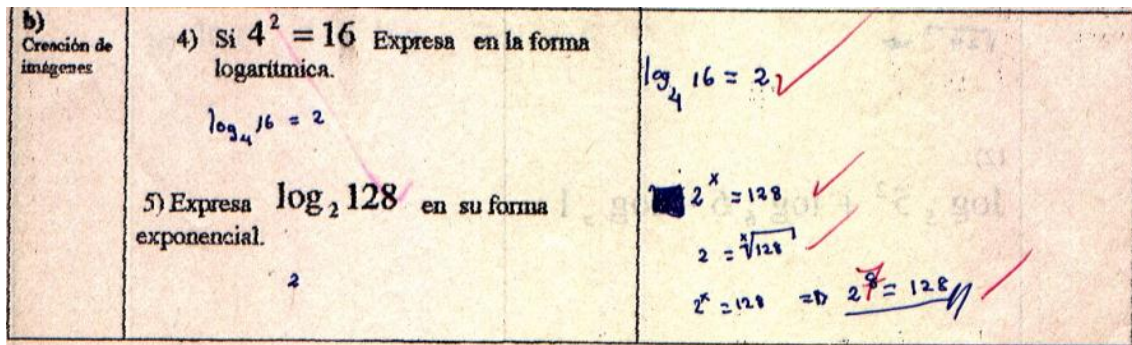 b)
Creación de
imágenes
4) Si 4² = 16 Expresa en la forma
logarítmica.
log₄ 16 = 2
5) Expresa log₂ 128 en su forma
exponencial.
2
log₄ 16 = 2
2ˣ = 128
2 = ˣ√128
2ˣ = 128 ⇒ 2⁷ = 128